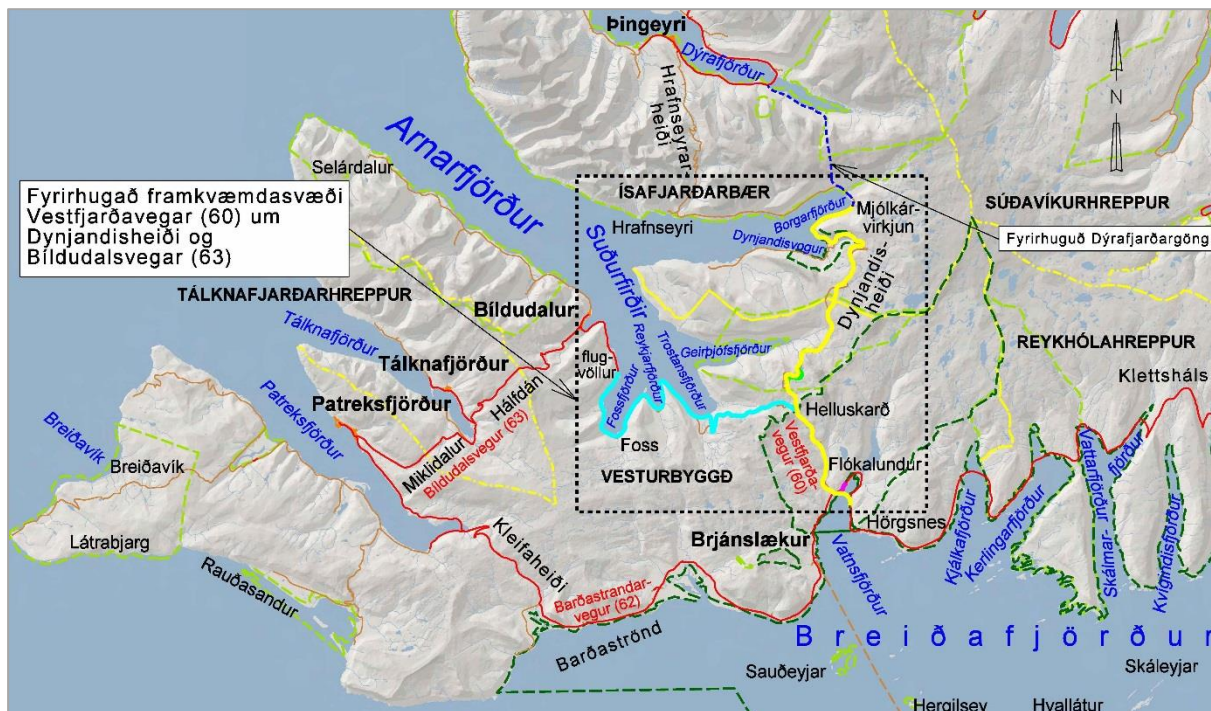 Þingeyri
Dýrafjörður
Hrafnseyrar
heiði
N
Arnarfjörður
Selárdalur
Fyrirhugað framkvæmdasvæði
Vestfjarðavegar (60) um
Dynjandisheiði og
Bíldudalsvegar (63)
ÍSAFJARÐARBÆR
Hrafnseyri
Borgarfjörður
Dynjandisvogur
Mjólkár-
virkjun
SÚÐAVÍKURHREPPUR
Fyrirhuguð Dýrafjarðargöng
Suðurfirðir
Dynjandis-
heiði
TÁLKNAFJARÐARHREPPUR
Bíldudalur
Tálknafjörður
Tálknafjörður
flug-
völlur
Fossfjörður
Reykjarfjörður
Trostansfjörður
Geirþjófsfjörður
REYKHÓLAHREPPUR
Klettsháls
Patreksfjörður
Patreksfjörður
Hálfdán
Miklidalur
Bíldudalsvegur (63)
Foss
Helluskarð
VESTURBYGGÐ
Vestfjarða-
vegur (60)
Flókalundur
Breiðavík
Breiðavík
Látrabjarg
Rauðasandur
Kleifaheiði
Brjánslækur
Hörgsnes
Vatnsfjörður
Kjálkafjörður
Kerlingarfjörður
Vattarfjörður
Skálmar-
fjörður
Kvígindisfjörður
Barðastrandar-
vegur (62)
Barðaströnd
Breiðafjörður
Sauðeyjar
Skáleyjar
Hergilsey
Hvallátur